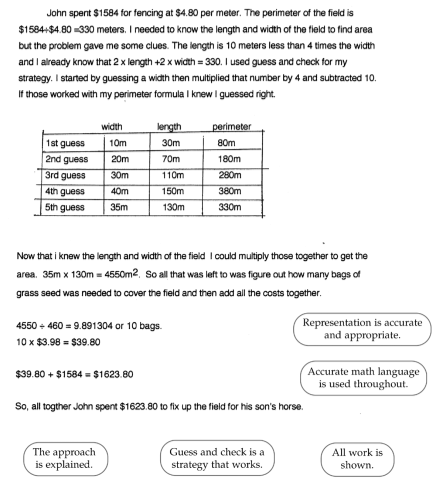 John spent $1584 for fencing at $4.80 per meter. The perimeter of the field is
$1584÷$4.80 =330 meters. I needed to know the length and width of the field to find area
but the problem gave me some clues. The length is 10 meters less than 4 times the width
and I already know that 2 x length +2 x width = 330. I used guess and check for my
strategy. I started by guessing a width then multiplied that number by 4 and subtracted 10.
If those worked with my perimeter formula I knew I guessed right.
width length perimeter
1st guess 10m 30m 80m
2nd guess 20m 70m 180m
3rd guess 30m 110m 280m
4th guess 40m 150m 380m
5th guess 35m 130m 330m
Now that i knew the length and width of the field I could multiply those together to get the
area. 35m x 130m = 4550m². So all that was left to was figure out how many bags of
grass seed was needed to cover the field and then add all the costs together.
4550 ÷ 460 = 9.891304 or 10 bags.
10 x $3.98 = $39.80
Representation is accurate
and appropriate.
$39.80 + $1584 = $1623.80
Accurate math language
is used throughout.
So, all togther John spent $1623.80 to fix up the field for his son's horse.
The approach
is explained.
Guess and check is a
strategy that works.
All work is
shown.